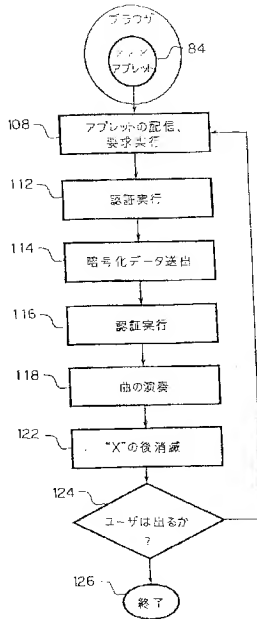 ブラウザ
アプレット
84
108
アプレットの配信、
要求実行
112
認証実行
114
暗号化データ送出
116
認証実行
118
曲の演奏
122
"X"の後消滅
124
ユーザは出るか
?
126
終了